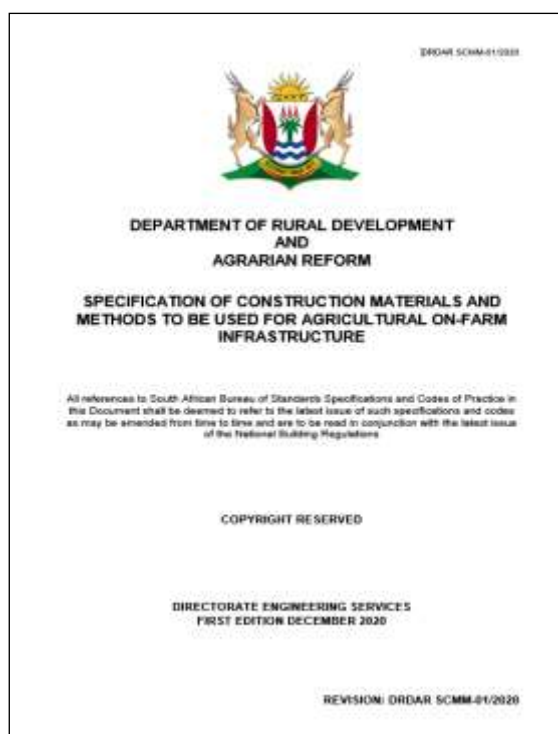 DRDAR SCMM-01/2020
DEPARTMENT OF RURAL DEVELOPMENT
AND
AGRARIAN REFORM
SPECIFICATION OF CONSTRUCTION MATERIALS AND
METHODS TO BE USED FOR AGRICULTURAL ON-FARM
INFRASTRUCTURE
All references to South African Bureau of Standards Specifications and Codes of Practice in
this Document shall be deemed to refer to the latest issue of such specifications and codes
as may be amended from time to time and are to be read in conjunction with the latest issue
of the National Building Regulations
COPYRIGHT RESERVED
DIRECTORATE ENGINEERING SERVICES
FIRST EDITION DECEMBER 2020
REVISION: DRDAR SCMM-01/2020